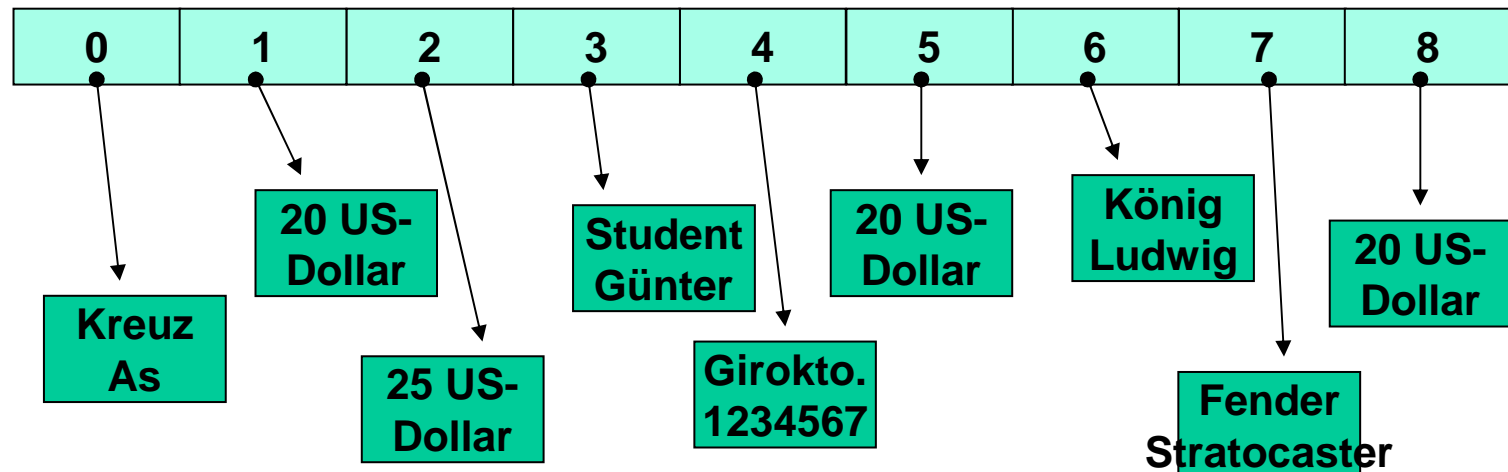 0 1 2 3 4 5 6 7 8
Kreuz
As
20 US-
Dollar
25 US-
Dollar
Student
Günter
Girokto.
1234567
20 US-
Dollar
König
Ludwig
Fender
Stratocaster
20 US-
Dollar